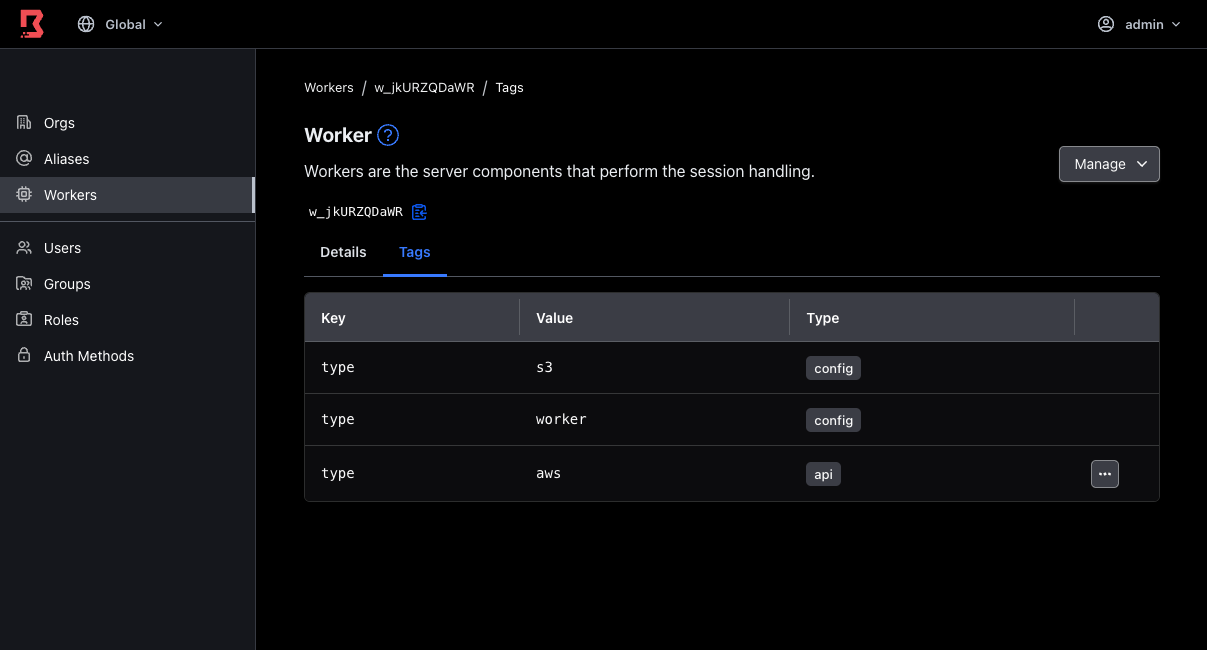 Global
admin
Orgs
Aliases
Workers
Users
Groups
Roles
Auth Methods
Workers / w_jkURZQDaWR / Tags
Worker ?
Workers are the server components that perform the session handling.
Manage
w_jkURZQDaWR
Details Tags
Key Value Type
type s3 config
type worker config
type aws api